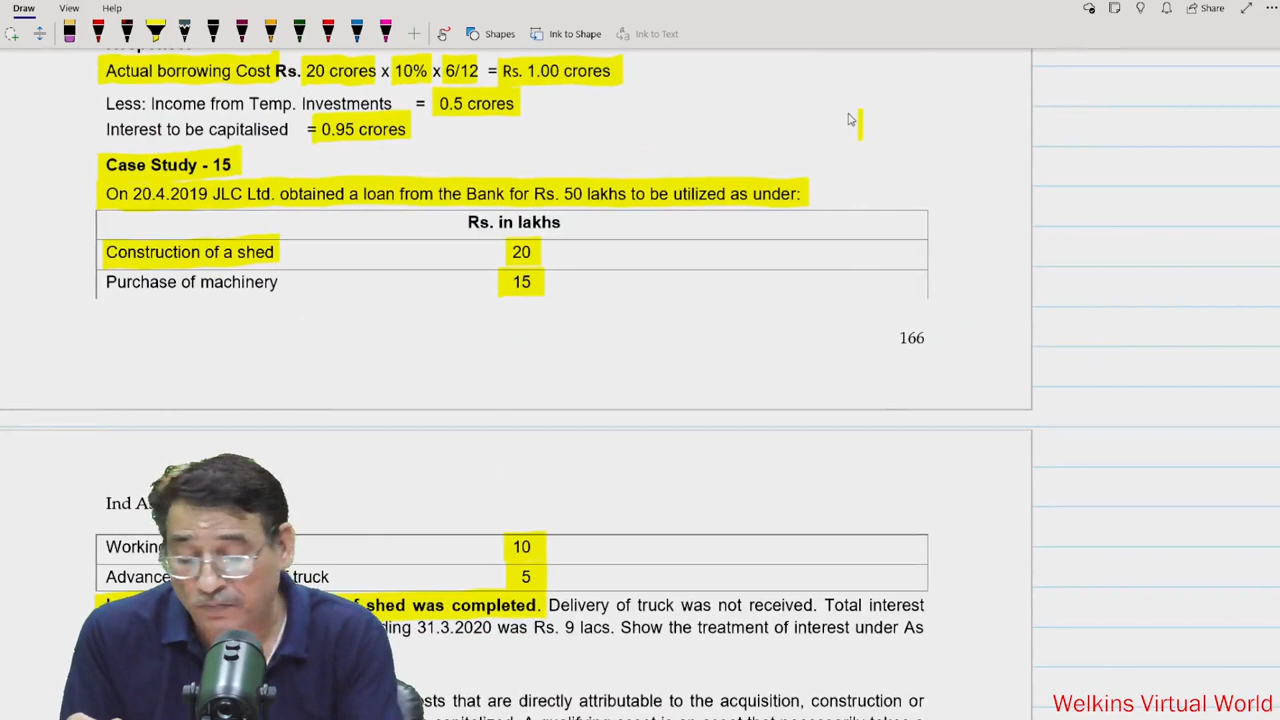 Draw View Help
Shapes Ink to Shape Ink to Text Share
Actual borrowing Cost Rs. 20 crores x 10% x 6/12 = Rs. 1.00 crores
Less: Income from Temp. Investments = 0.5 crores
Interest to be capitalised = 0.95 crores
Case Study - 15
On 20.4.2019 JLC Ltd. obtained a loan from the Bank for Rs. 50 lakhs to be utilized as under:
Rs. in lakhs
Construction of a shed 20
Purchase of machinery 15
166
Ind A
Working 10
Advance truck 5
f shed was completed. Delivery of truck was not received. Total interest
ding 31.3.2020 was Rs. 9 lacs. Show the treatment of interest under As
sts that are directly attributable to the acquisition, construction or
Welkins Virtual World